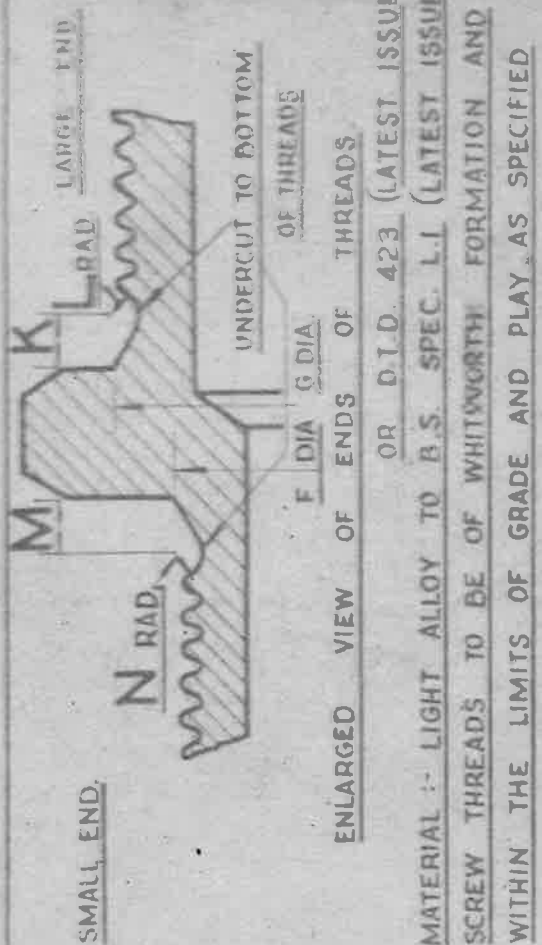 LARGE END
K
L RAD
M
N RAD
SMALL END.
UNDERCUT TO BOTTOM
OF THREADS
F DIA G DIA.
ENLARGED VIEW OF ENDS OF THREADS
OR D.T.D. 423 (LATEST ISSUE
MATERIAL :- LIGHT ALLOY TO B.S. SPEC. L.1 (LATEST ISSUE
SCREW THREADS TO BE OF WHITWORTH FORMATION AND
WITHIN THE LIMITS OF GRADE AND PLAY AS SPECIFIED